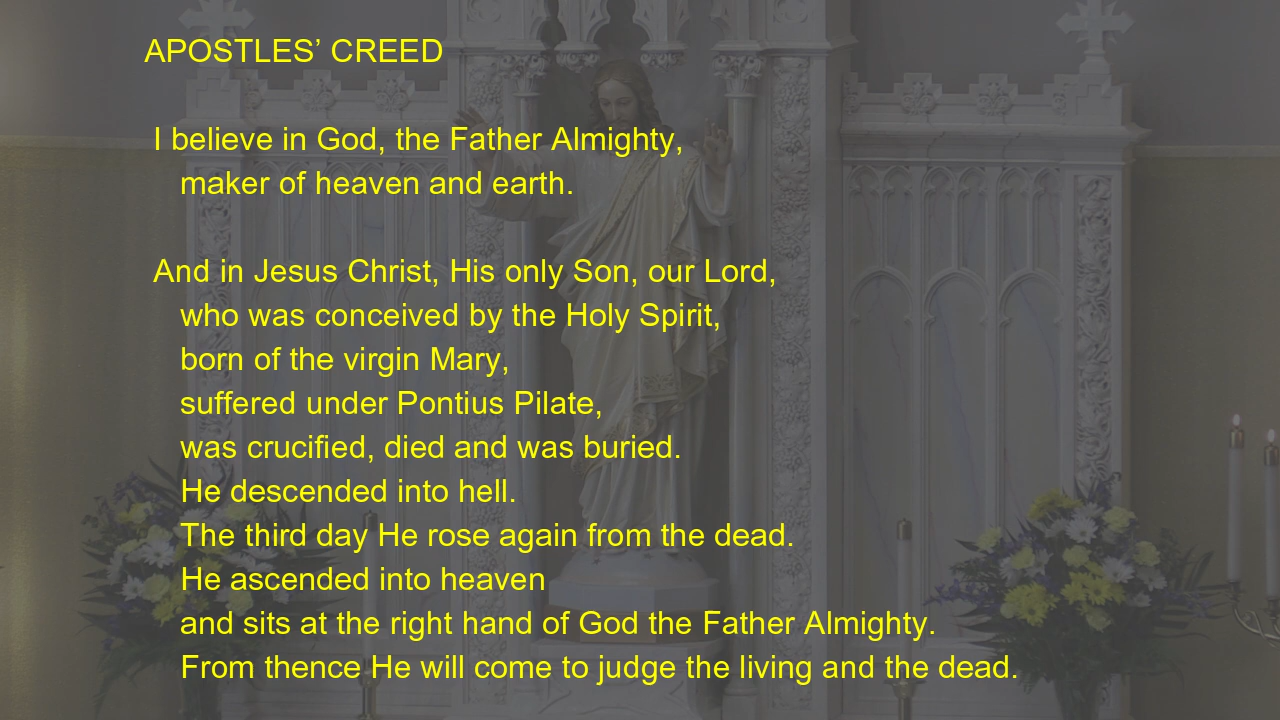 APOSTLES’ CREED
I believe in God, the Father Almighty,
maker of heaven and earth.
And in Jesus Christ, His only Son, our Lord,
who was conceived by the Holy Spirit,
born of the virgin Mary,
suffered under Pontius Pilate,
was crucified, died and was buried.
He descended into hell.
The third day He rose again from the dead.
He ascended into heaven
and sits at the right hand of God the Father Almighty.
From thence He will come to judge the living and the dead.